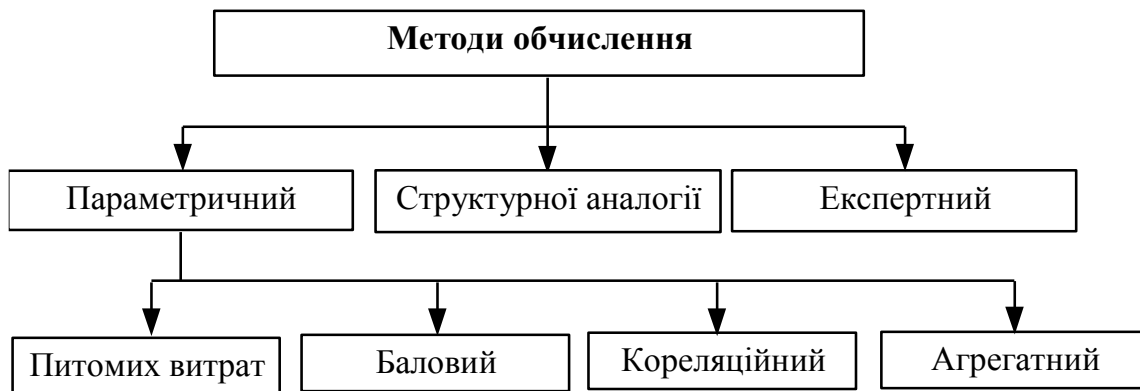 Методи обчислення
Параметричний
Структурної аналогії
Експертний
Питомих витрат
Баловий
Кореляційний
Агрегатний